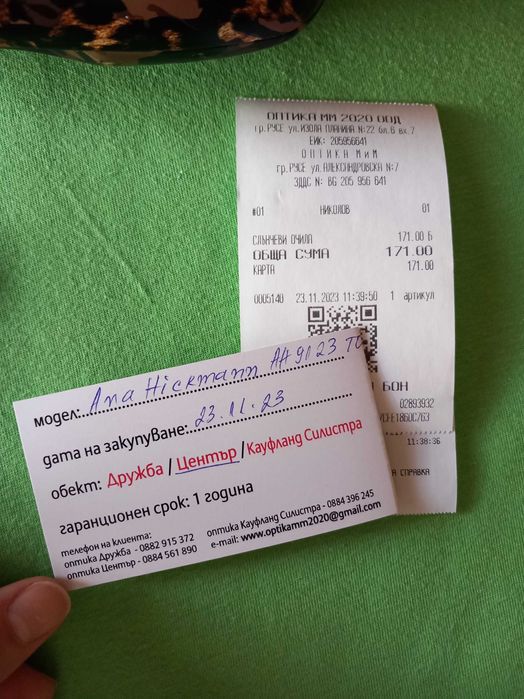 ОПТИКА ММ 2020 ООД
гр.РУСЕ ул.ИЗОЛА ПЛАНИНА №22 бл.6 вх.7
ЕИК: 205956641
О П Т И К А М и М
гр.РУСЕ ул.АЛЕКСАНДРОВСКА №:7
ЗДДС №: BG 205 956 641
#01 НИКОЛОВ 01
СЛЪНЧЕВИ ОЧИЛА 171.00 Б
ОБЩА СУМА 171.00
КАРТА 171.00
0005140 23.11.2023 11:39:50 1 артикул
БОН
02893932
11:38:36
СПРАВКА
модел: Ana Hickmann AH 9123
дата на закупуване: 23.11.23
обект: Дружба / Център / Кауфланд Силистра
гаранционен срок: 1 година
телефон на клиента:
оптика Дружба - 0882 915 372 оптика Кауфланд Силистра - 0884 396 245
оптика Център - 0884 561 890 e-mail: www.optikamm2020@gmail.com